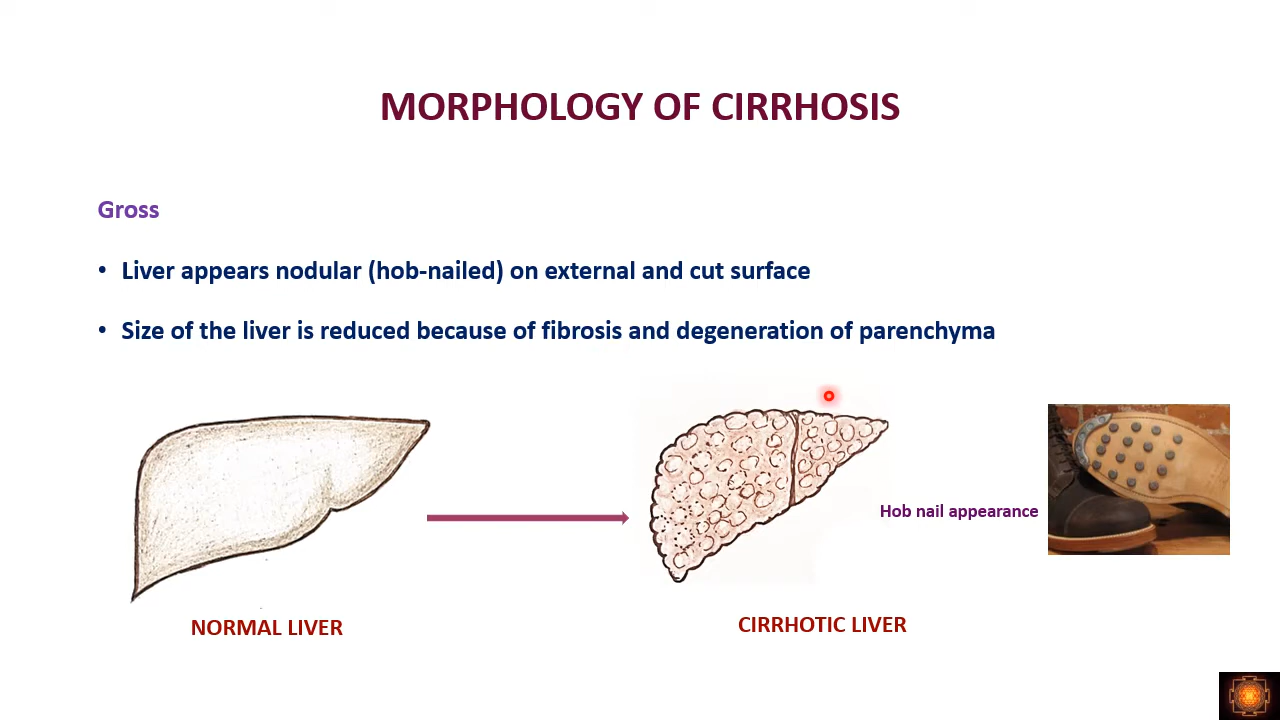 MORPHOLOGY OF CIRRHOSIS
Gross
• Liver appears nodular (hob-nailed) on external and cut surface
• Size of the liver is reduced because of fibrosis and degeneration of parenchyma
Hob nail appearance
NORMAL LIVER
CIRRHOTIC LIVER